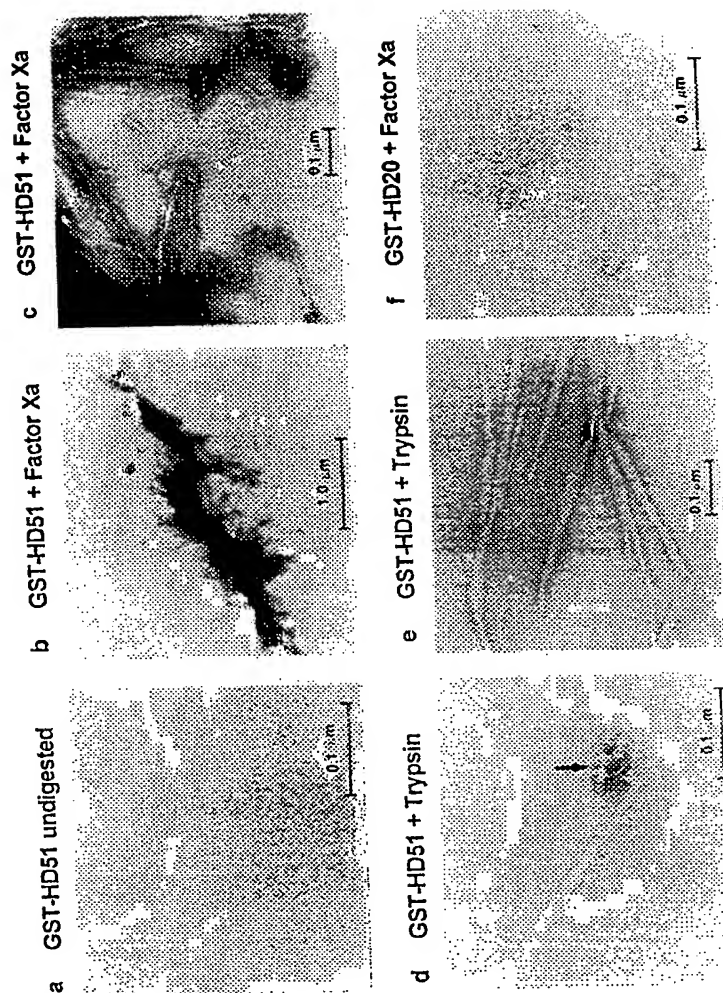 a GST-HD51 undigested
0.1 µm
b GST-HD51 + Factor Xa
1.0 µm
c GST-HD51 + Factor Xa
0.1 µm
d GST-HD51 + Trypsin
0.1 µm
e GST-HD51 + Trypsin
0.1 µm
f GST-HD20 + Factor Xa
0.1 µm